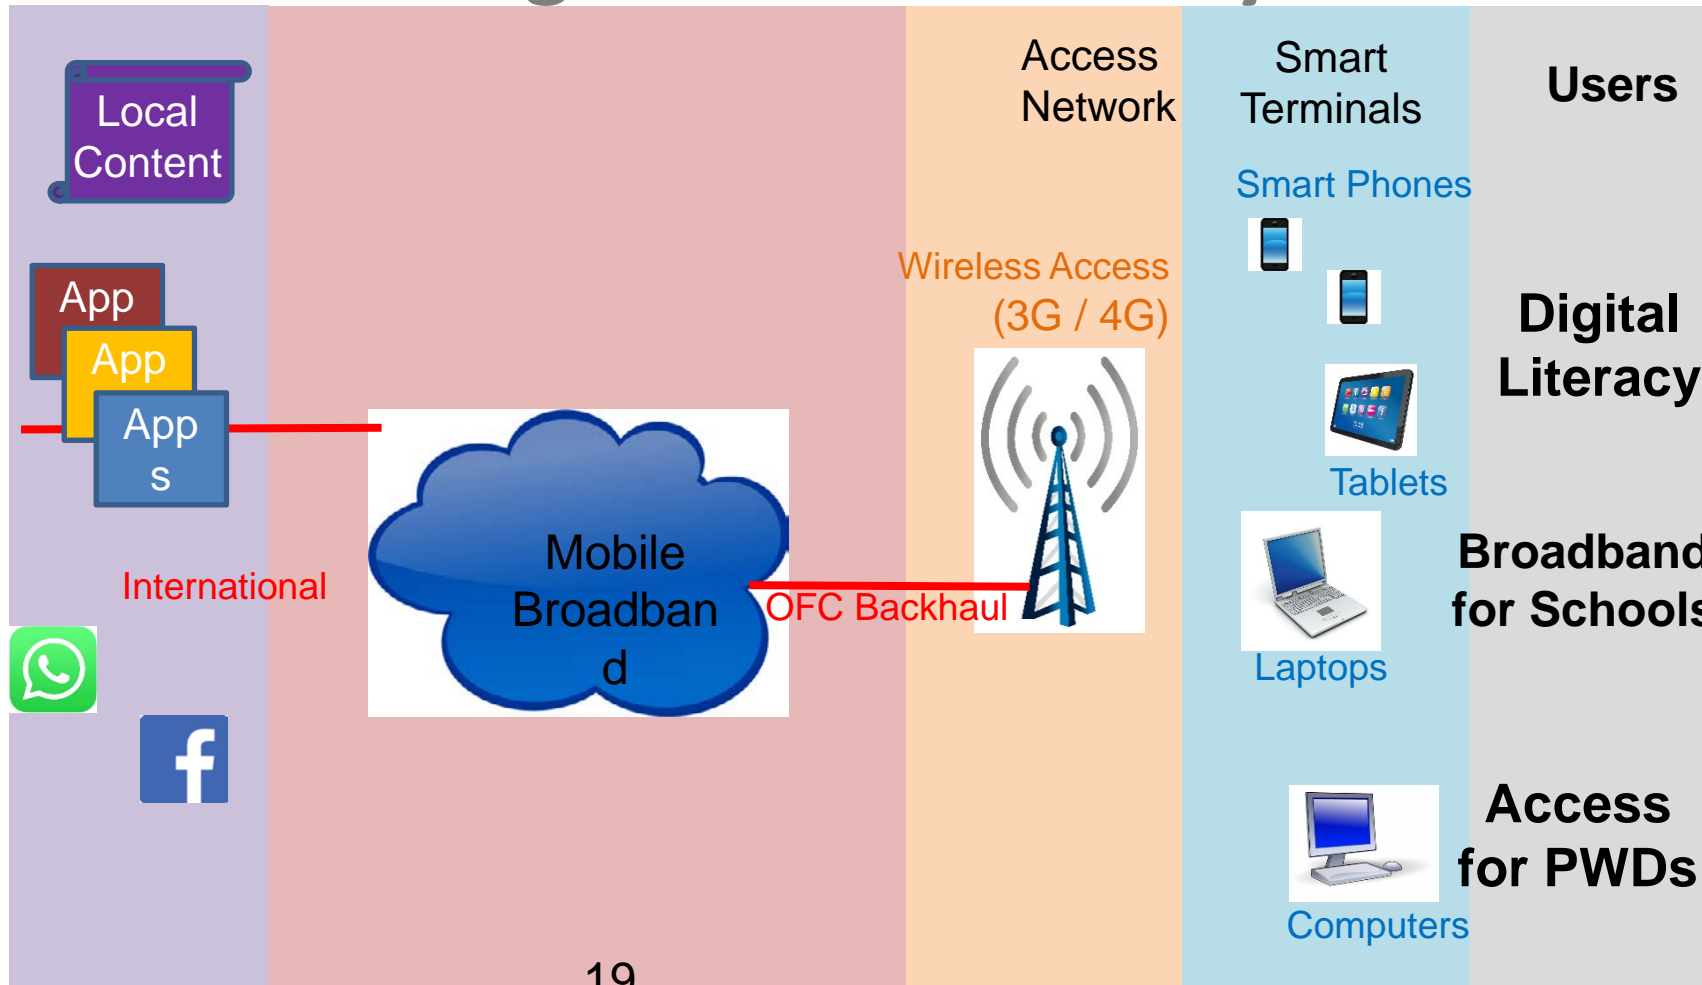 Local
Content
App
App
App
s
International
Mobile
Broadban
d
OFC Backhaul
Access
Network
Wireless Access
(3G / 4G)
Smart
Terminals
Smart Phones
Tablets
Laptops
Computers
Users
Digital
Literacy
Broadband
for Schools
Access
for PWDs
19